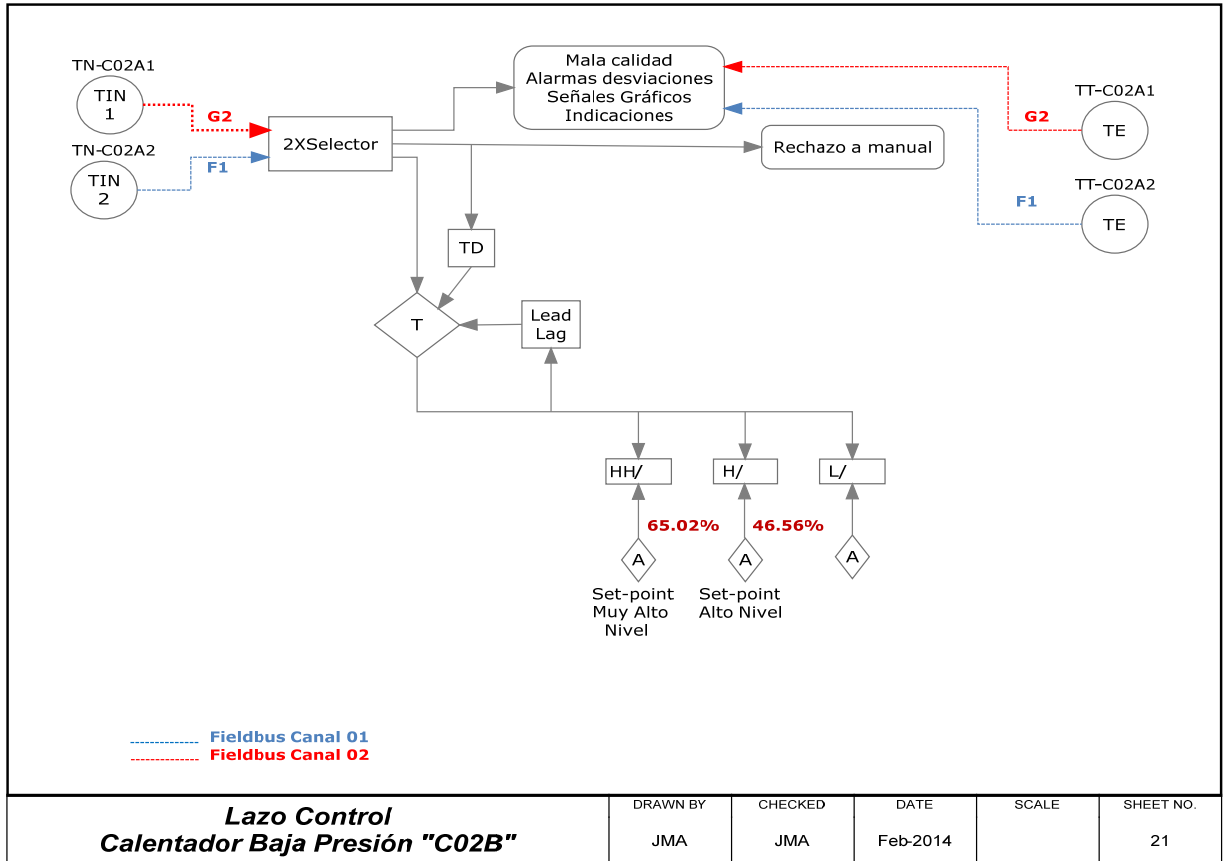 TN-C02A1
TIN
1
G2
TN-C02A2
TIN
2
F1
2XSelector
Mala calidad
Alarmas desviaciones
Señales Gráficos
Indicaciones
Rechazo a manual
TT-C02A1
TE
G2
TT-C02A2
TE
F1
TD
T
Lead
Lag
HH/
H/
L/
65.02%
46.56%
A
A
A
Set-point
Muy Alto
Nivel
Set-point
Alto Nivel
Fieldbus Canal 01
Fieldbus Canal 02
Lazo Control
Calentador Baja Presión "C02B"
DRAWN BY
JMA
CHECKED
JMA
DATE
Feb-2014
SCALE
SHEET NO.
21